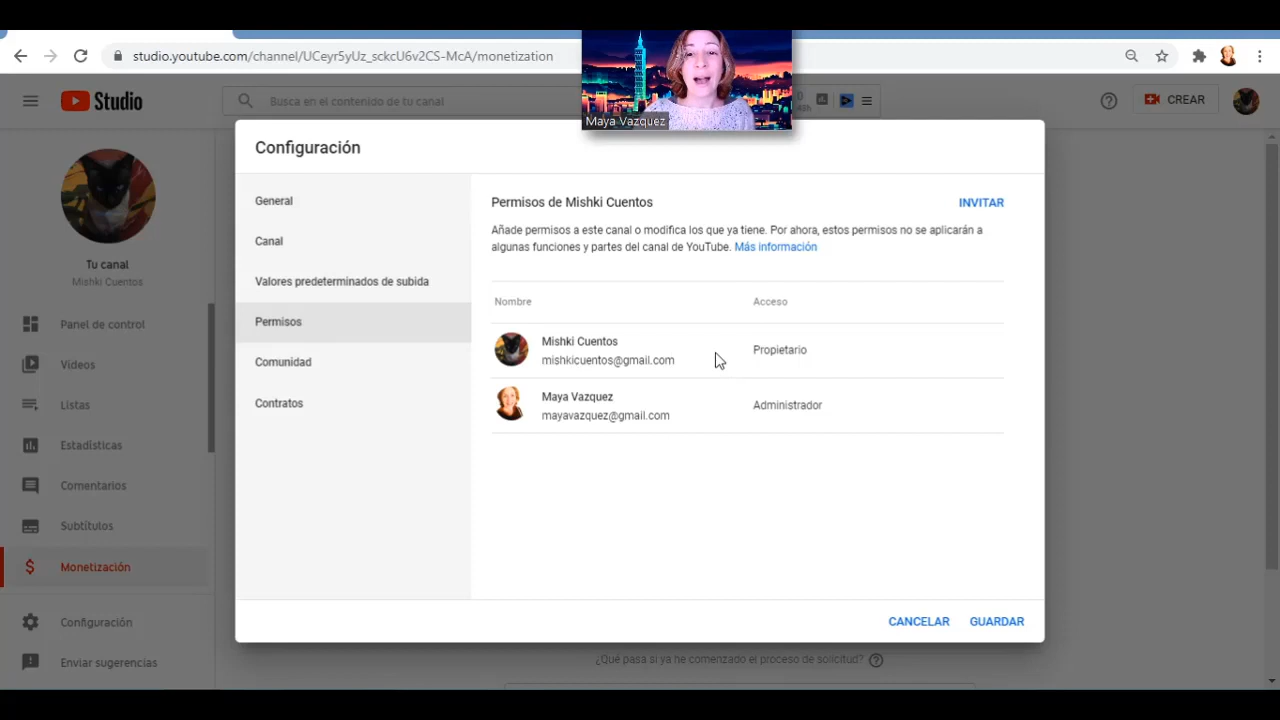 studio.youtube.com/channel/UCeyr5yUz_sckcU6v2CS-McA/monetization
Studio
Busca en el contenido de tu canal
CREAR
Maya Vazquez
Tu canal
Mishki Cuentos
Panel de control
Videos
Listas
Estadísticas
Comentarios
Subtítulos
Monetización
Configuración
Enviar sugerencias
Configuración
General
Canal
Valores predeterminados de subida
Permisos
Comunidad
Contratos
Permisos de Mishki Cuentos
INVITAR
Añade permisos a este canal o modifica los que ya tiene. Por ahora, estos permisos no se aplicarán a
algunas funciones y partes del canal de YouTube. Más información
Nombre Acceso
Mishki Cuentos
mishkicuentos@gmail.com
Propietario
Maya Vazquez
mayavazquez@gmail.com
Administrador
CANCELAR GUARDAR
¿Qué pasa si ya he comenzado el proceso de solicitud?